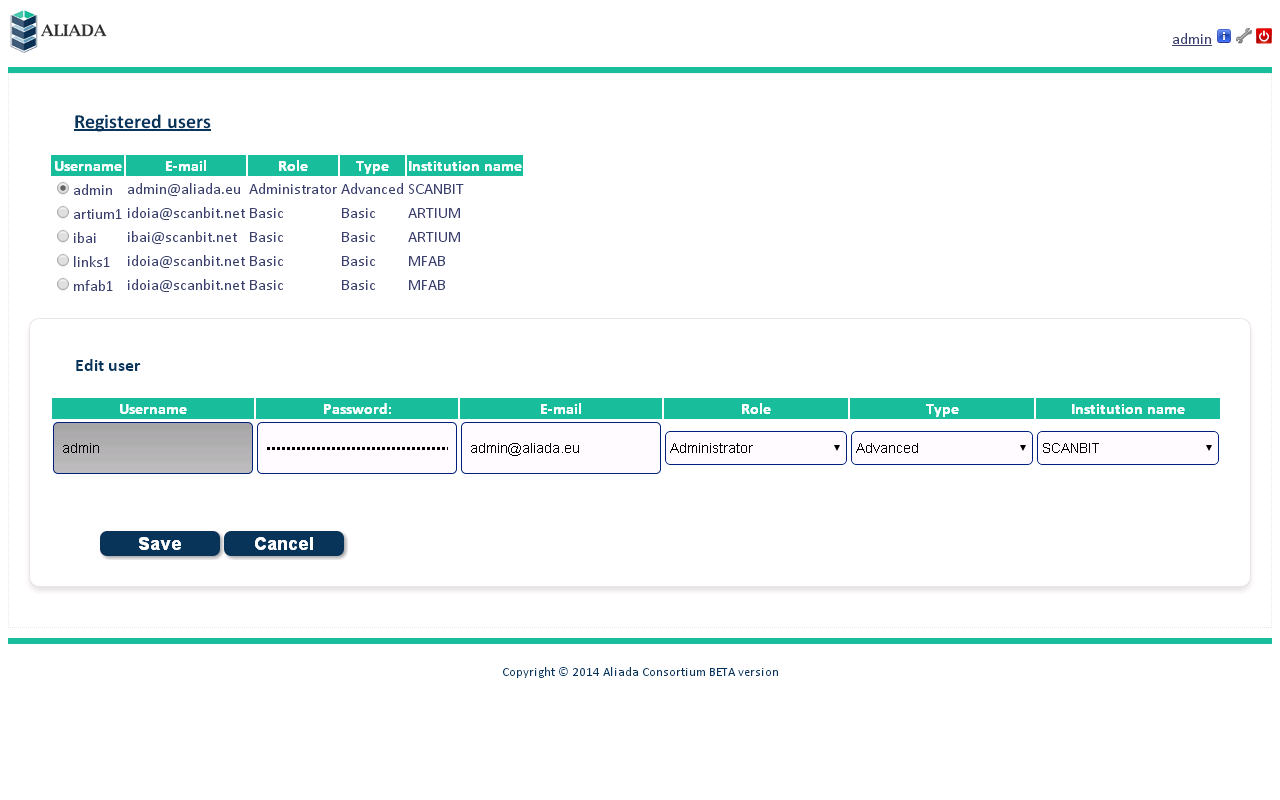 ALIADA
admin
Registered users
Username E-mail Role Type Institution name
admin admin@aliada.eu Administrator Advanced SCANBIT
artium1 idoia@scanbit.net Basic Basic ARTIUM
ibai ibai@scanbit.net Basic Basic ARTIUM
links1 idoia@scanbit.net Basic Basic MFAB
mfab1 idoia@scanbit.net Basic Basic MFAB
Edit user
Username Password: E-mail Role Type Institution name
admin admin@aliada.eu Administrator Advanced SCANBIT
Save Cancel
Copyright © 2014 Aliada Consortium BETA version